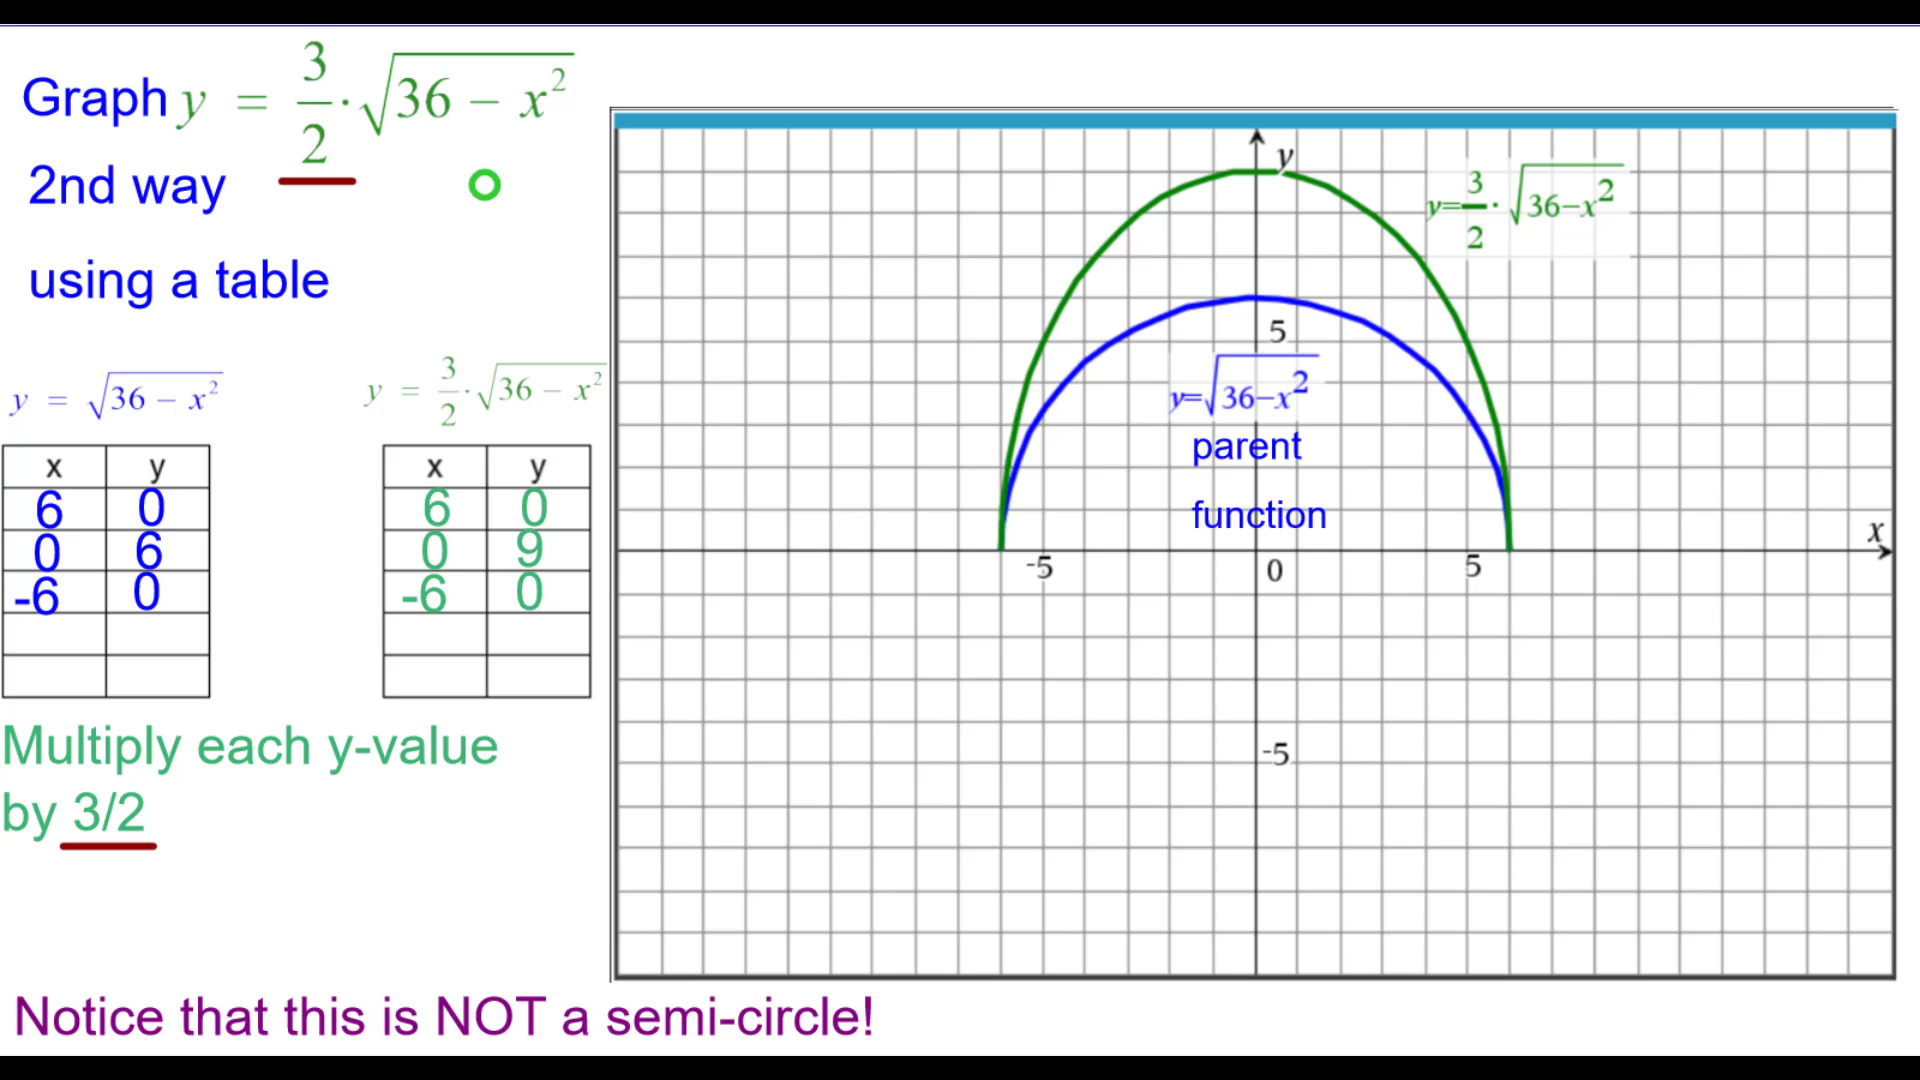 Graph y = 3/2 · √(36 − x²)
2nd way
using a table
y = √(36 − x²)
x y
6 0
0 6
-6 0
y = 3/2 · √(36 − x²)
x y
6 0
0 9
-6 0
Multiply each y-value
by 3/2
y
y=3/2 · √(36−x²)
5
y=√(36−x²)
parent
function
x
-5 0 5
-5
Notice that this is NOT a semi-circle!